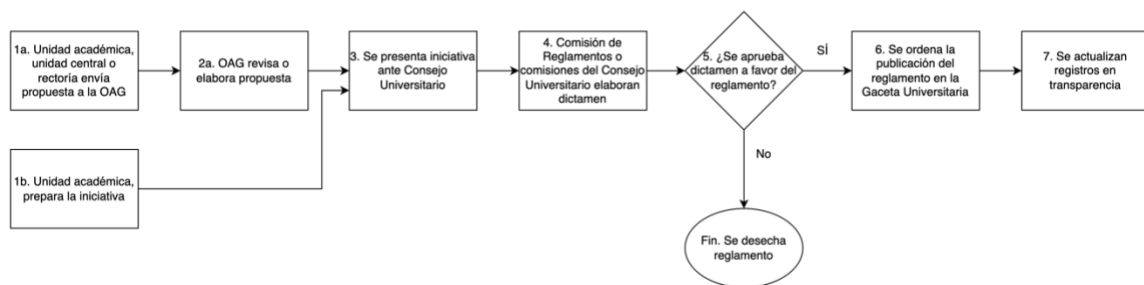 1a. Unidad académica,
unidad central o
rectoría envía
propuesta a la OAG
2a. OAG revisa o
elabora propuesta
3. Se presenta iniciativa
ante Consejo
Universitario
4. Comisión de
Reglamentos o
comisiones del Consejo
Universitario elaboran
dictamen
5. ¿Se aprueba
dictamen a favor del
reglamento?
SÍ
6. Se ordena la
publicación del
reglamento en la
Gaceta Universitaria
7. Se actualizan
registros en
transparencia
1b. Unidad académica,
prepara la iniciativa
No
Fin. Se desecha
reglamento